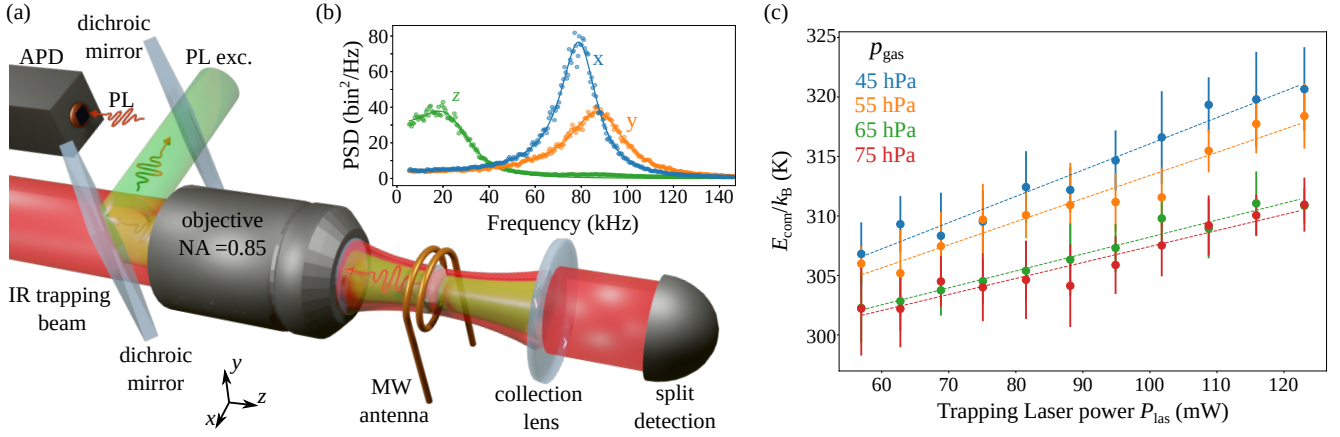 (a)
dichroic
mirror
APD
PL exc.
PL
objective
NA =0.85
IR trapping
beam
dichroic
mirror
y
z
x
MW
antenna
collection
lens
split
detection
(b)
PSD (bin²/Hz)
80
60
40
20
0
z
x
y
0 20 40 60 80 100 120 140
Frequency (kHz)
(c)
E_com/k_B (K)
325
320
315
310
305
300
p_gas
45 hPa
55 hPa
65 hPa
75 hPa
60 70 80 90 100 110 120
Trapping Laser power P_las (mW)